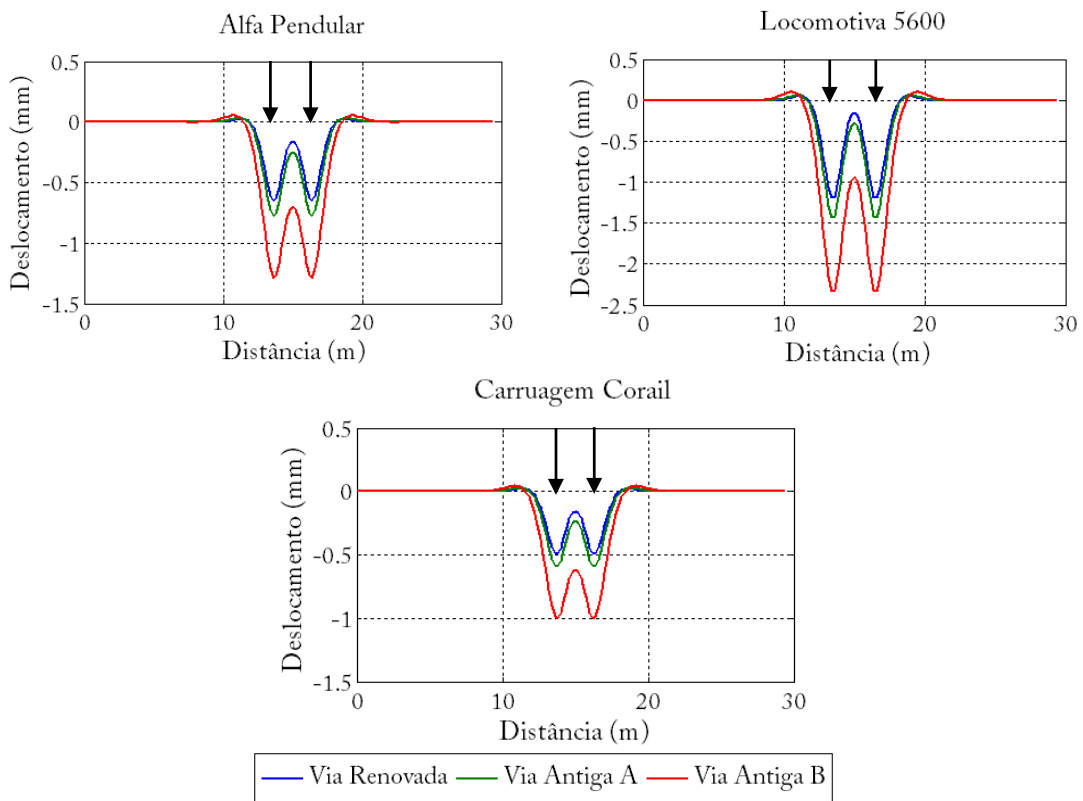 Alfa Pendular
Deslocamento (mm)
0.5
0
-0.5
-1
-1.5
0
10
20
30
Distância (m)
Locomotiva 5600
Deslocamento (mm)
0.5
0
-0.5
-1
-1.5
-2
-2.5
0
10
20
30
Distância (m)
Carruagem Corail
Deslocamento (mm)
0.5
0
-0.5
-1
-1.5
0
10
20
30
Distância (m)
Via Renovada
Via Antiga A
Via Antiga B